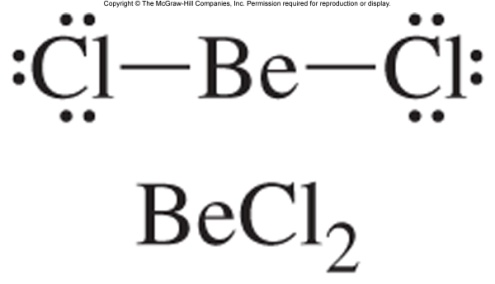 Copyright © The McGraw-Hill Companies, Inc. Permission required for reproduction or display.
:Cl—Be—Cl:
BeCl₂